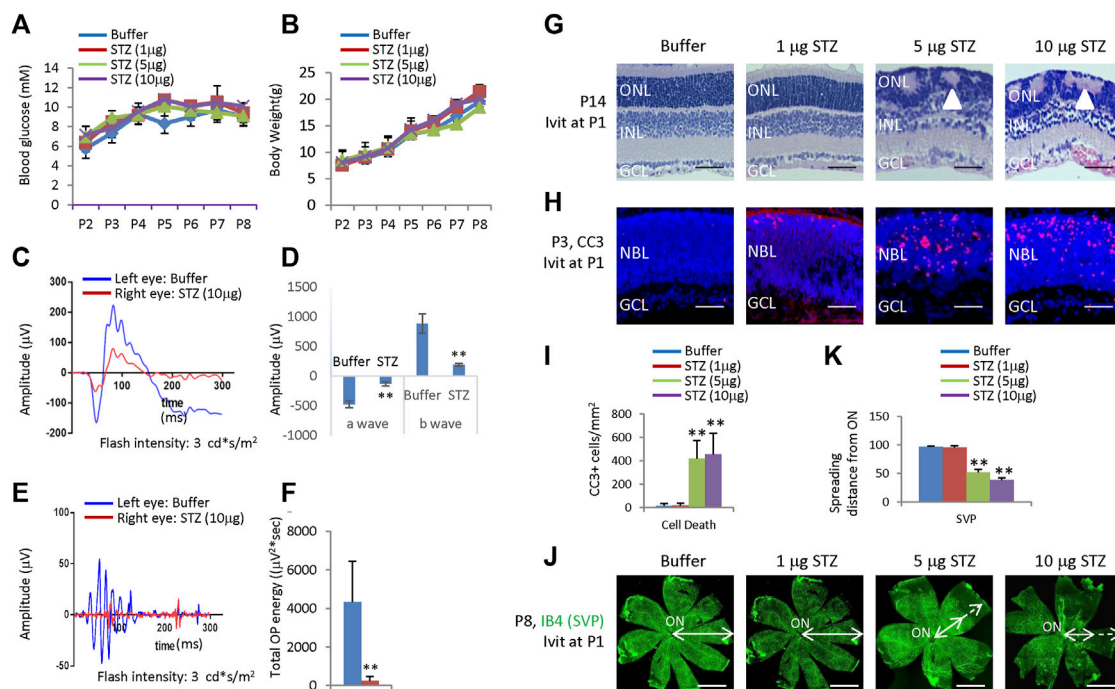 A
Buffer
STZ (1µg)
STZ (5µg)
STZ (10µg)
Blood glucose (mM)
14
12
10
8
6
4
2
0
P2 P3 P4 P5 P6 P7 P8
B
Buffer
STZ (1µg)
STZ (5µg)
STZ (10µg)
Body Weight(g)
25
20
15
10
5
0
P2 P3 P4 P5 P6 P7 P8
C
Left eye: Buffer
Right eye: STZ (10µg)
Amplitude (µV)
300
200
100
0
-100
-200
100 200 300
time
(ms)
Flash intensity: 3 cd*s/m²
D
Amplitude (µV)
1500
1000
500
0
-500
-1000
Buffer STZ
**
Buffer STZ
**
a wave b wave
E
Left eye: Buffer
Right eye: STZ (10µg)
Amplitude (µV)
100
50
0
-50
100 200 300
time(ms)
Flash intensity: 3 cd*s/m²
F
Total OP energy ((µV²*sec)
8000
6000
4000
2000
0
**
G
Buffer 1 µg STZ 5 µg STZ 10 µg STZ
P14
Ivit at P1
ONL ONL ONL ONL
INL INL INL INL
GCL GCL GCL GCL
H
P3, CC3
Ivit at P1
NBL NBL NBL NBL
GCL GCL GCL GCL
I
Buffer
STZ (1µg)
STZ (5µg)
STZ (10µg)
CC3+ cells/mm²
800
600
400
200
0
** **
Cell Death
K
Buffer
STZ (1µg)
STZ (5µg)
STZ (10µg)
Spreading
distance from ON
150
100
50
0
** **
SVP
J
Buffer 1 µg STZ 5 µg STZ 10 µg STZ
P8, IB4 (SVP)
Ivit at P1
ON ON ON ON